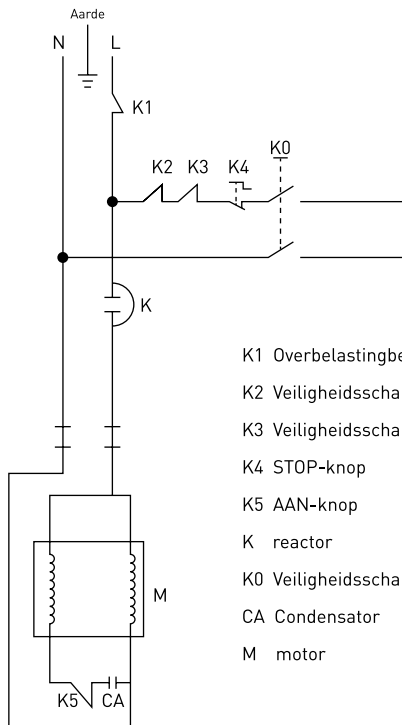 Aarde
N L
K1
K2 K3 K4 K0
K
K1 Overbelastingbe
K2 Veiligheidsscha
K3 Veiligheidsscha
K4 STOP-knop
K5 AAN-knop
K reactor
K0 Veiligheidsscha
CA Condensator
M motor
M
K5 CA